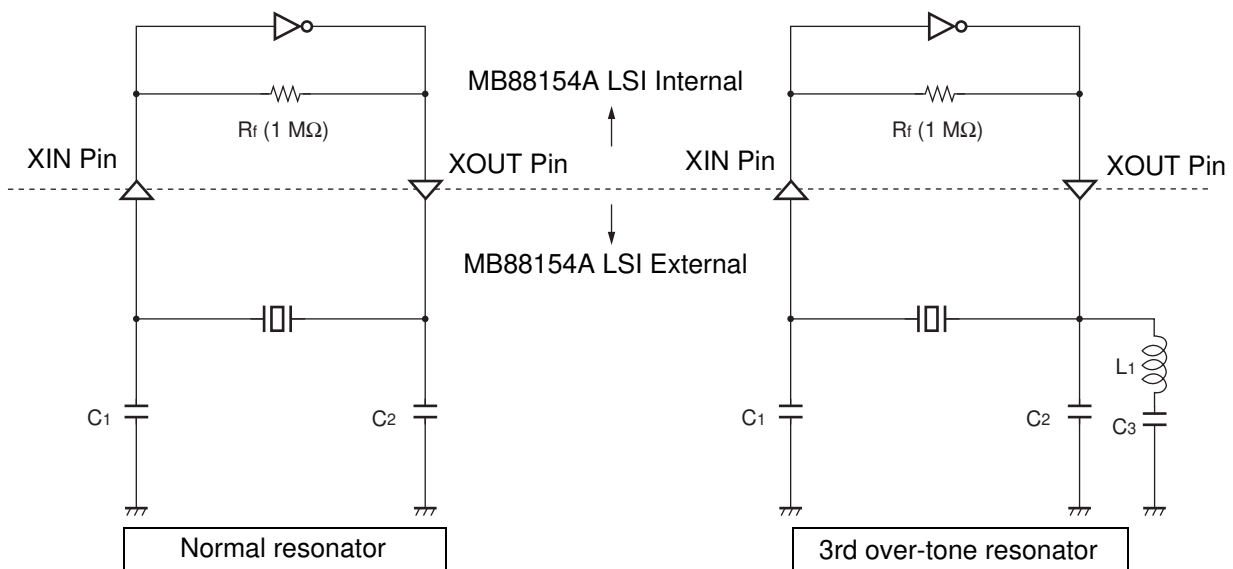 MB88154A LSI Internal
Rf (1 MΩ)
Rf (1 MΩ)
XIN Pin
XOUT Pin
XIN Pin
XOUT Pin
MB88154A LSI External
L1
C1
C2
C1
C2
C3
Normal resonator
3rd over-tone resonator